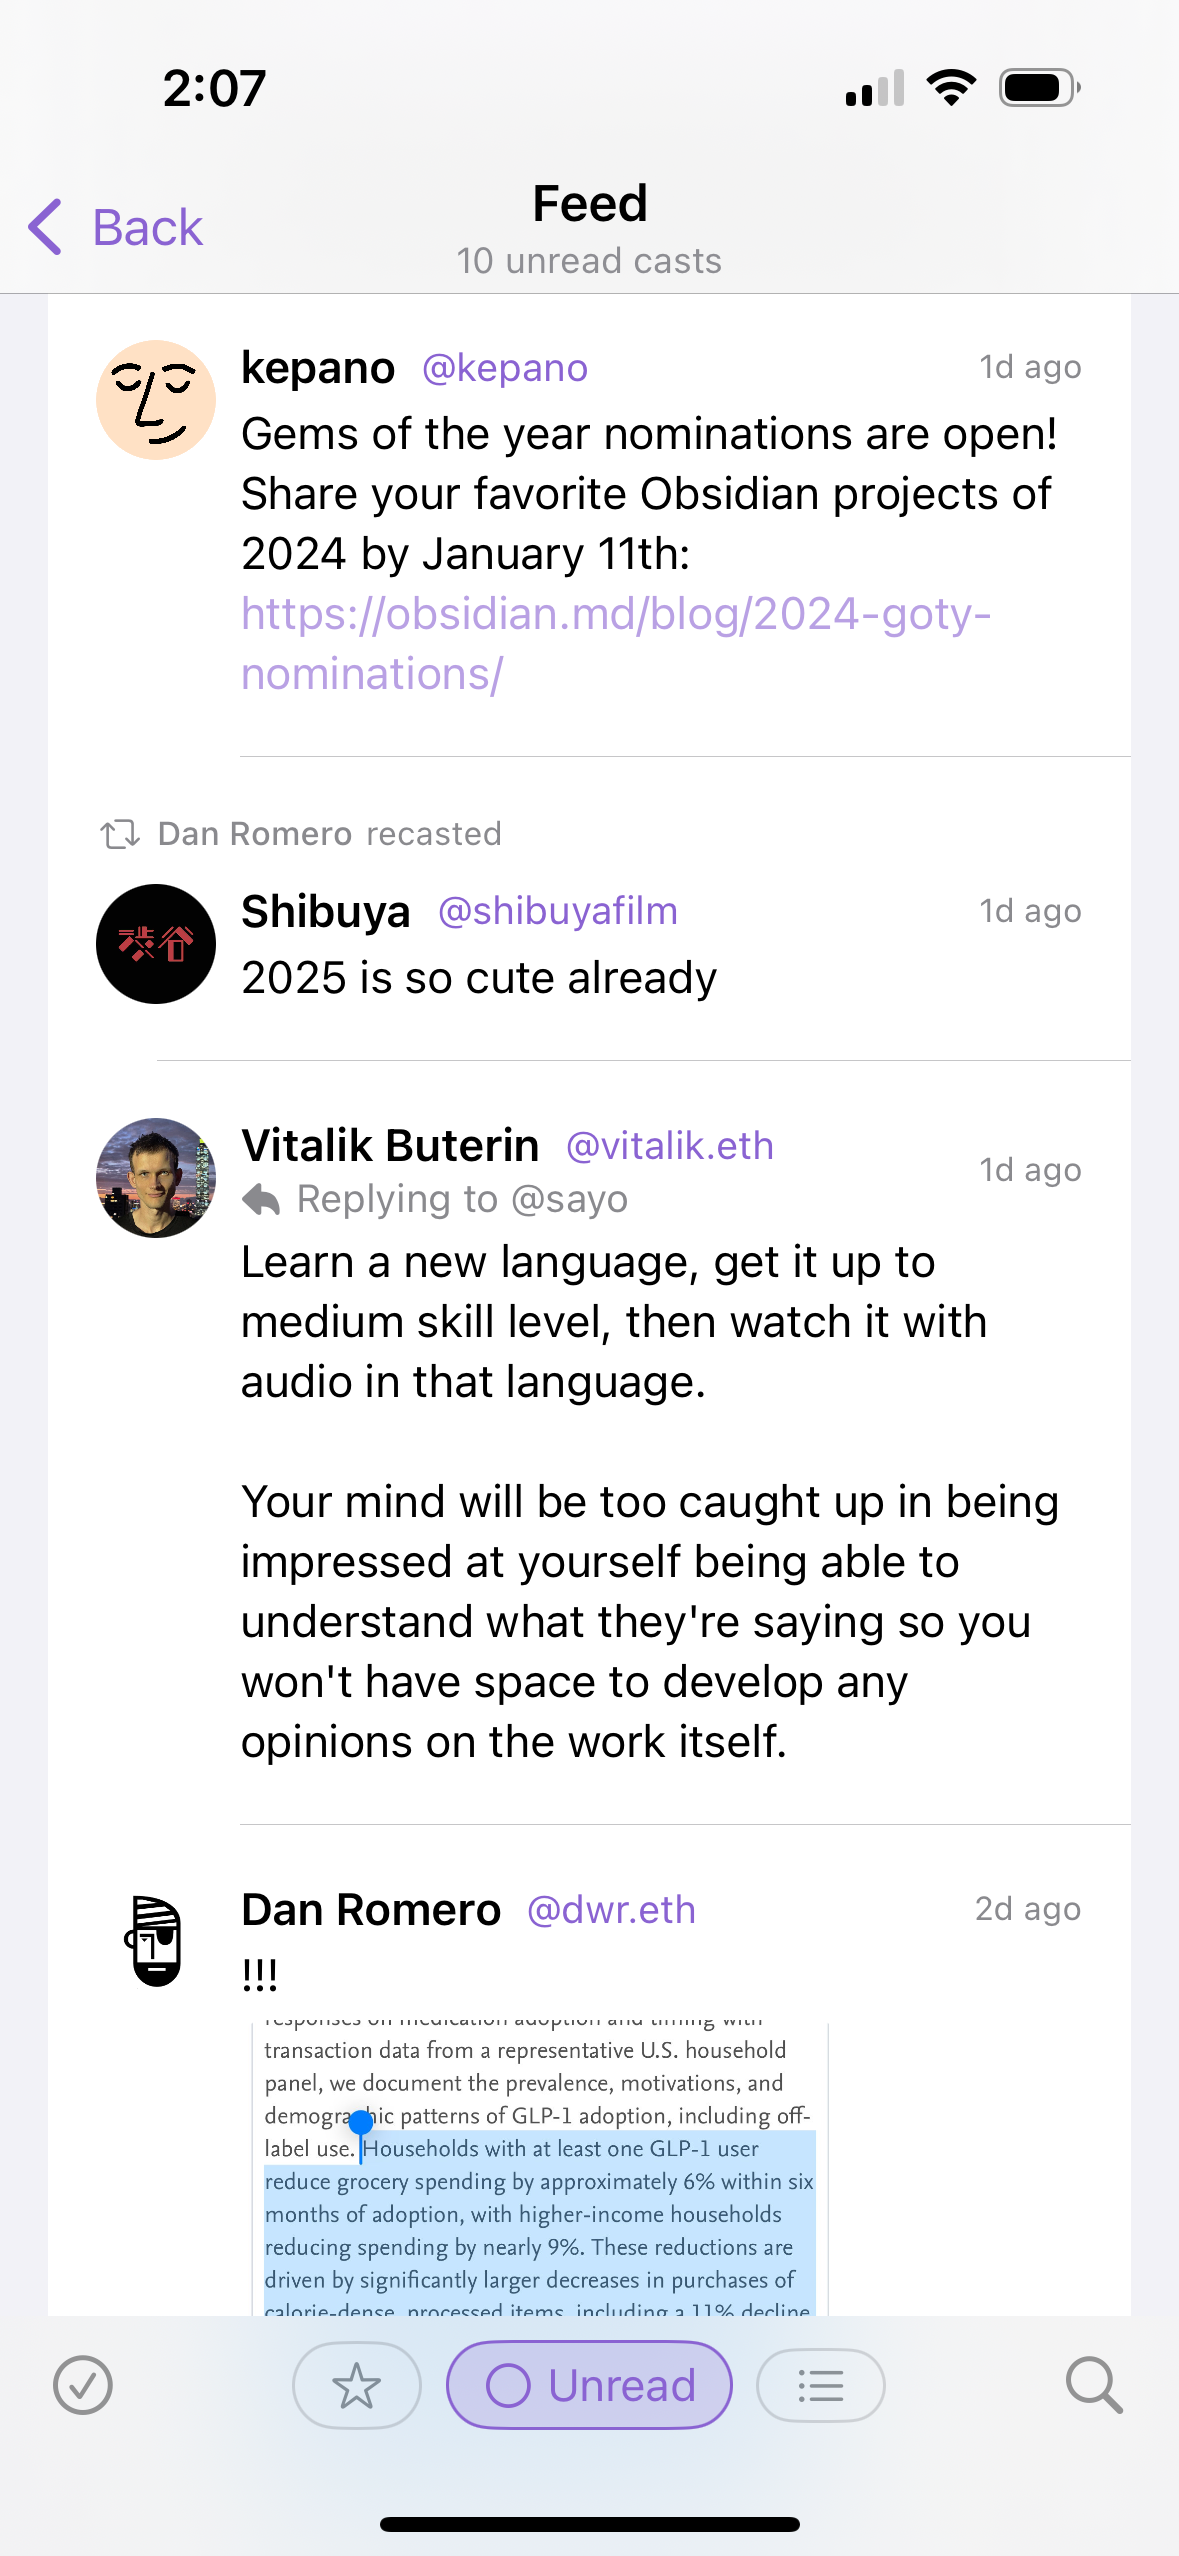 2:07
Back
Feed
10 unread casts
kepano @kepano 1d ago
Gems of the year nominations are open!
Share your favorite Obsidian projects of
2024 by January 11th:
https://obsidian.md/blog/2024-goty-
nominations/
Dan Romero recasted
渋谷
Shibuya @shibuyafilm 1d ago
2025 is so cute already
Vitalik Buterin @vitalik.eth 1d ago
Replying to @sayo
Learn a new language, get it up to
medium skill level, then watch it with
audio in that language.
Your mind will be too caught up in being
impressed at yourself being able to
understand what they're saying so you
won't have space to develop any
opinions on the work itself.
Dan Romero @dwr.eth 2d ago
!!!
responses on medication adoption and timing with
transaction data from a representative U.S. household
panel, we document the prevalence, motivations, and
demographic patterns of GLP-1 adoption, including off-
label use. Households with at least one GLP-1 user
reduce grocery spending by approximately 6% within six
months of adoption, with higher-income households
reducing spending by nearly 9%. These reductions are
driven by significantly larger decreases in purchases of
calorie-dense, processed items, including a 11% decline
Unread